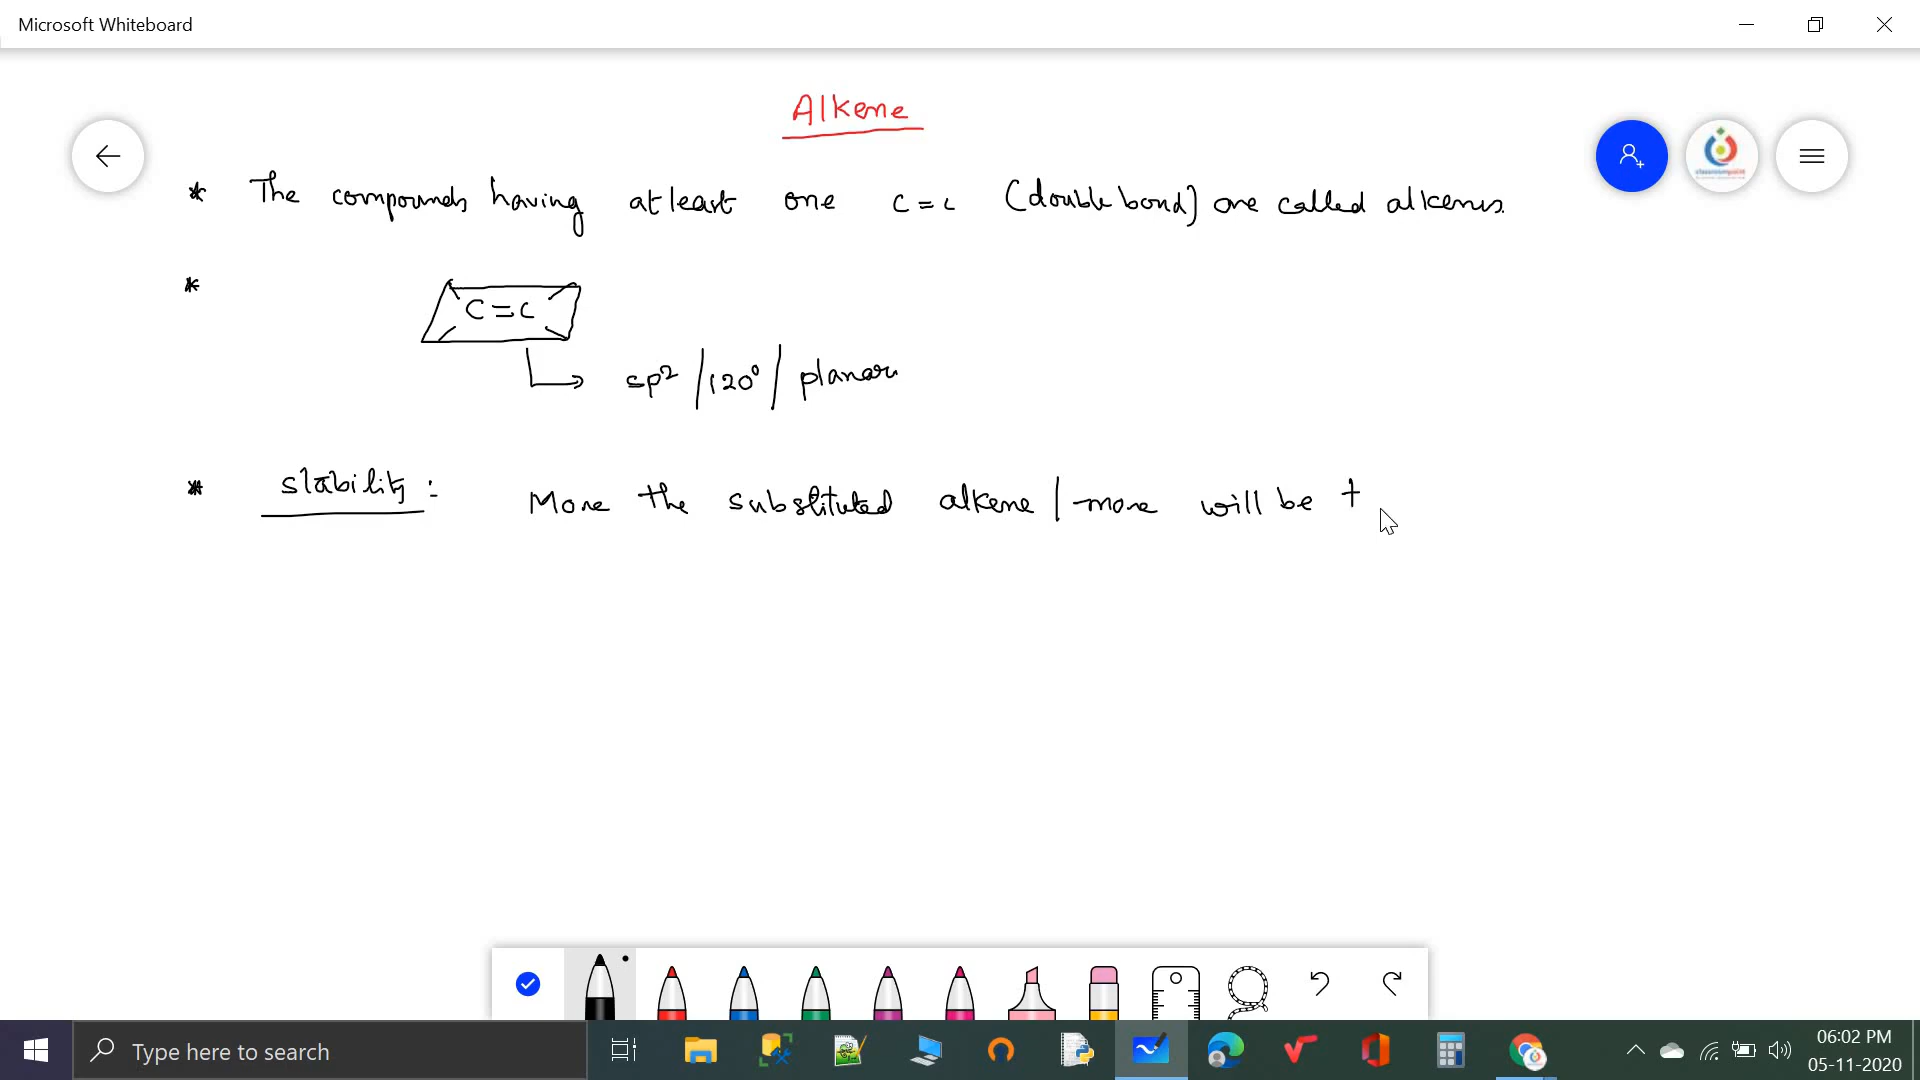 Microsoft Whiteboard
Alkene
* The compounds having atleast one C=C (double bond) are called alkenes.
*
C=C
sp² /120°/ planar
* stability: More the substituted alkene / more will be t
Type here to search
06:02 PM
05-11-2020